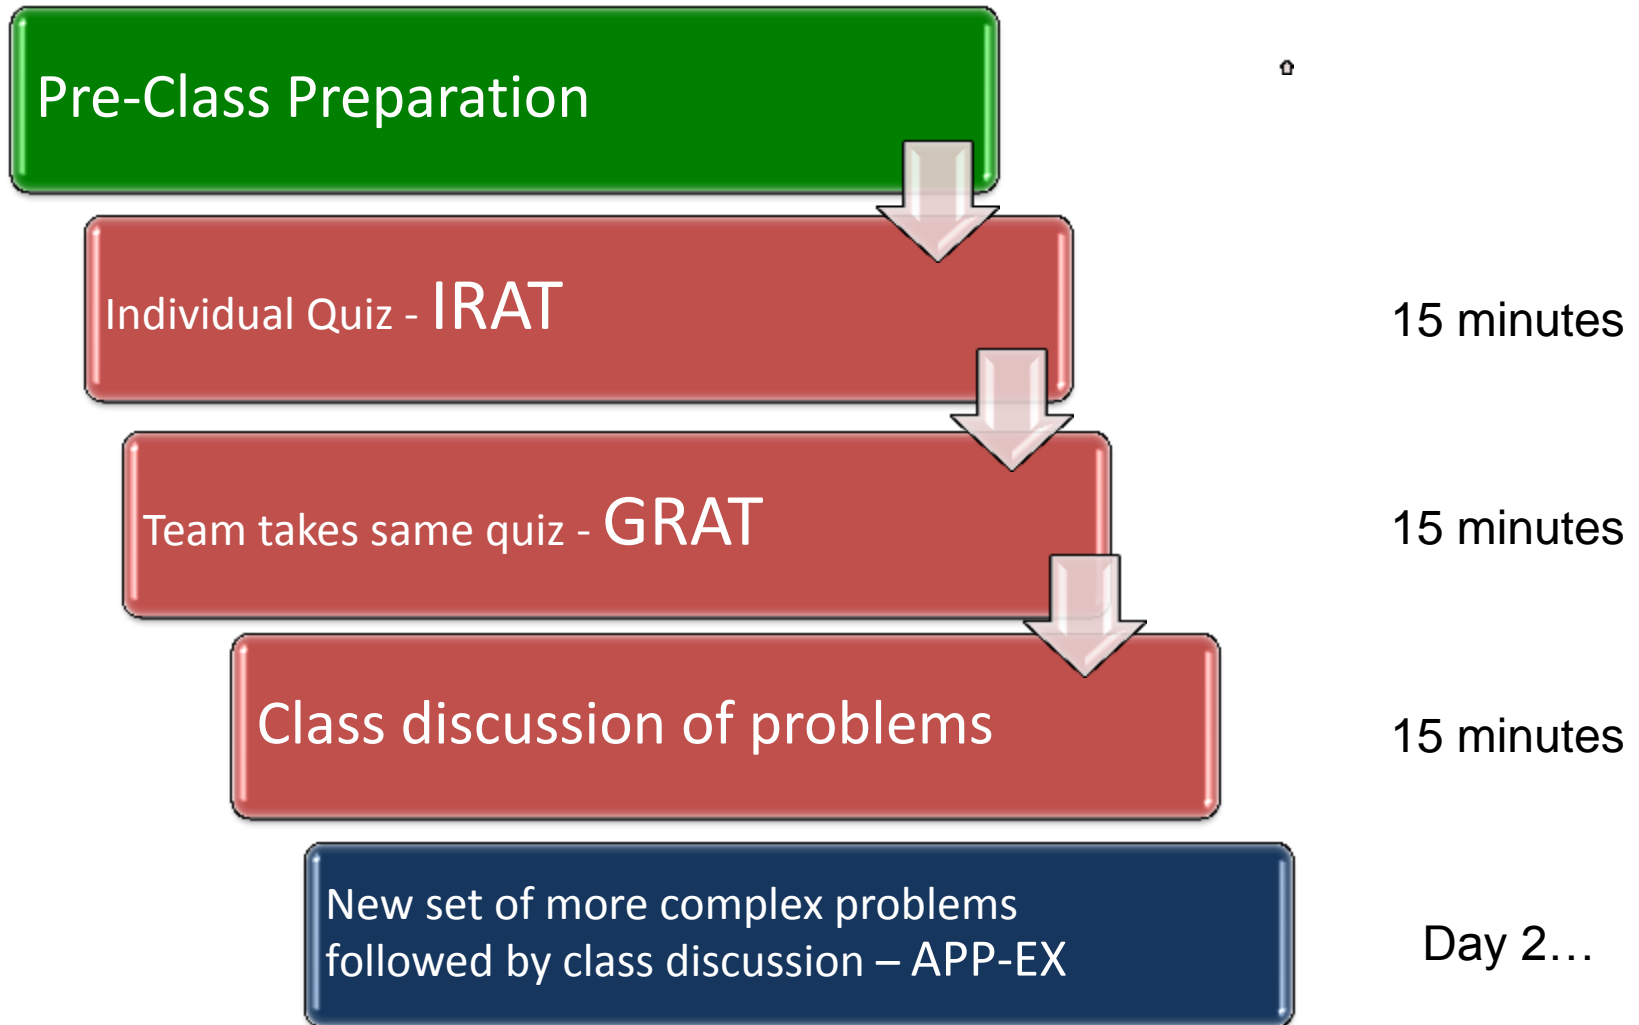 Pre-Class Preparation
Individual Quiz - IRAT
15 minutes
Team takes same quiz - GRAT
15 minutes
Class discussion of problems
15 minutes
New set of more complex problems
followed by class discussion – APP-EX
Day 2…